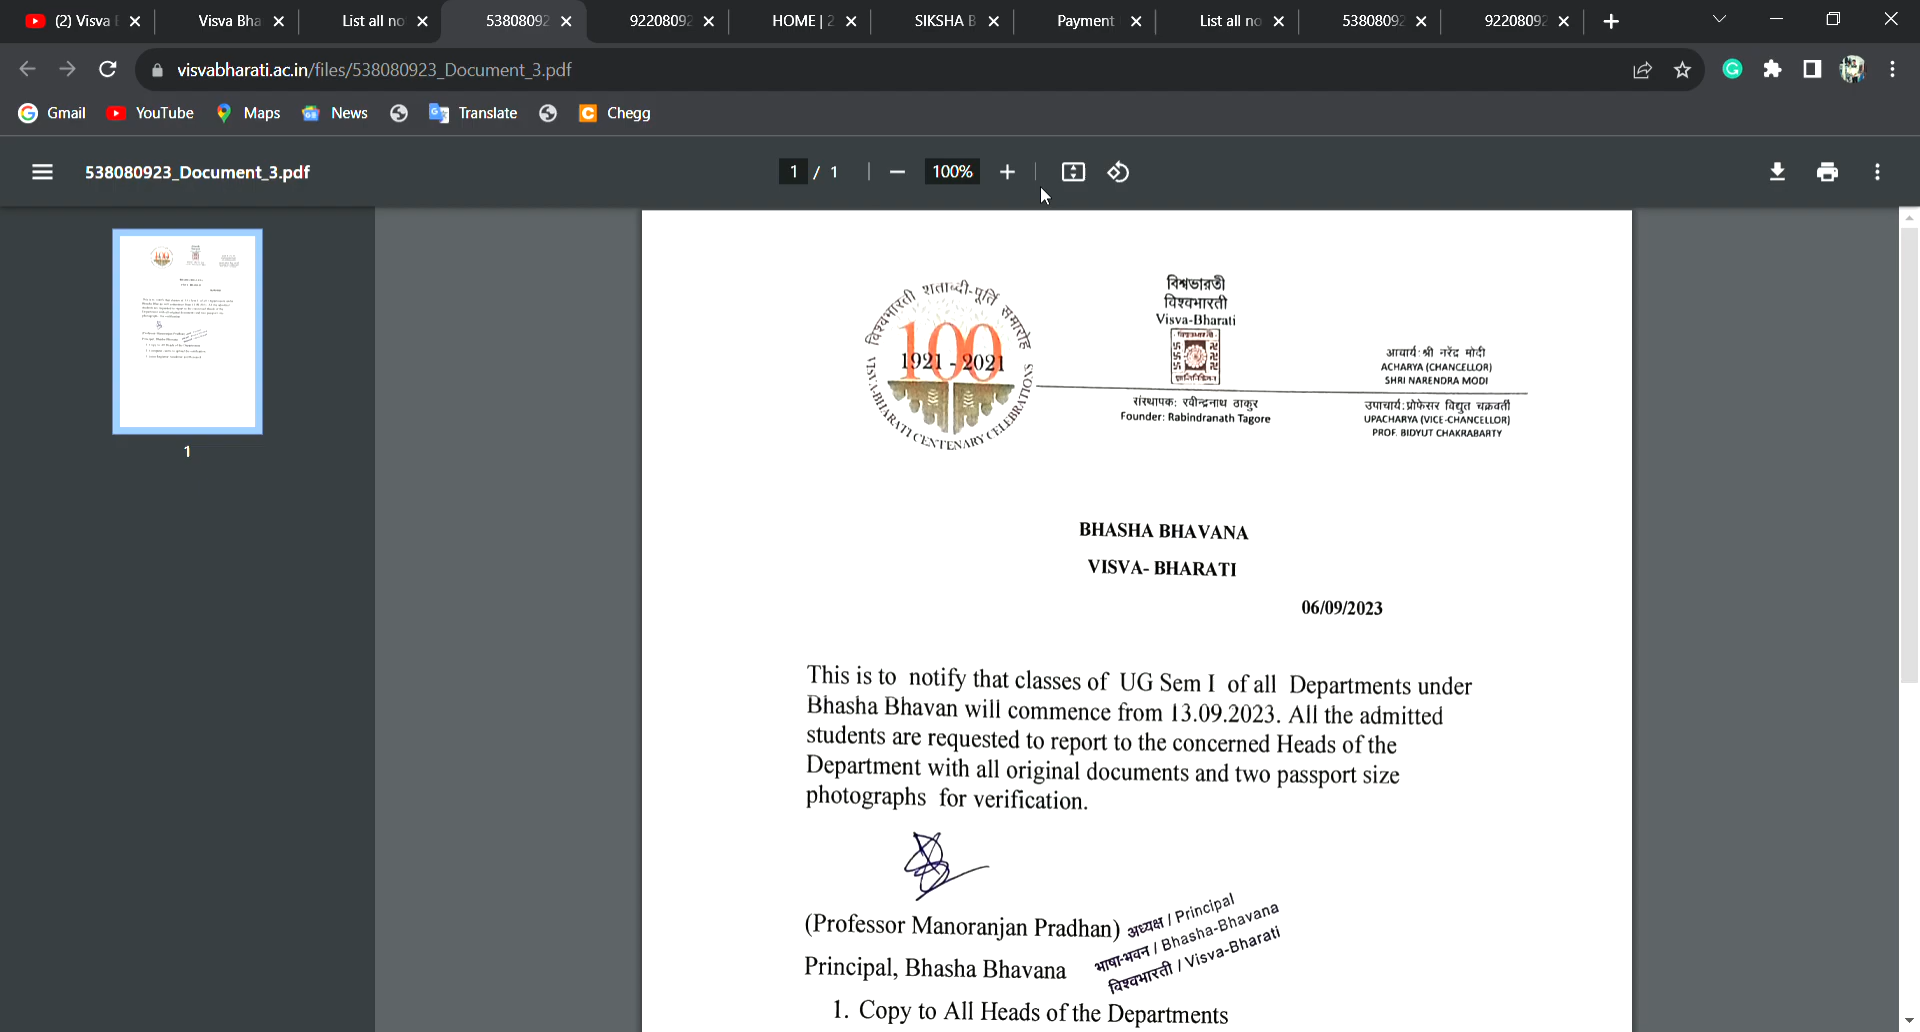 (2) Visva
Visva Bha
List all no
53808092
92208092
HOME | 2
SIKSHA B
Payment
List all no
53808092
92208092
visvabharati.ac.in/files/538080923_Document_3.pdf
Gmail
YouTube
Maps
News
Translate
Chegg
538080923_Document_3.pdf
1 / 1
100%
1
विश्वभारती शताब्दी-पूर्ति समारोह
100
1921 - 2021
VISVA-BHARATI CENTENARY CELEBRATIONS
বিশ্বভারতী
विश्वभारती
Visva-Bharati
संस्थापक: रवीन्द्रनाथ ठाकुर
Founder: Rabindranath Tagore
आचार्य: श्री नरेंद्र मोदी
ACHARYA (CHANCELLOR)
SHRI NARENDRA MODI
उपाचार्य: प्रोफेसर विद्युत चक्रवर्ती
UPACHARYA (VICE-CHANCELLOR)
PROF. BIDYUT CHAKRABARTY
BHASHA BHAVANA
VISVA- BHARATI
06/09/2023
This is to notify that classes of UG Sem I of all Departments under
Bhasha Bhavan will commence from 13.09.2023. All the admitted
students are requested to report to the concerned Heads of the
Department with all original documents and two passport size
photographs for verification.
(Professor Manoranjan Pradhan)
Principal, Bhasha Bhavana
अध्यक्ष / Principal
भाषा-भवन / Bhasha-Bhavana
विश्वभारती / Visva-Bharati
1. Copy to All Heads of the Departments